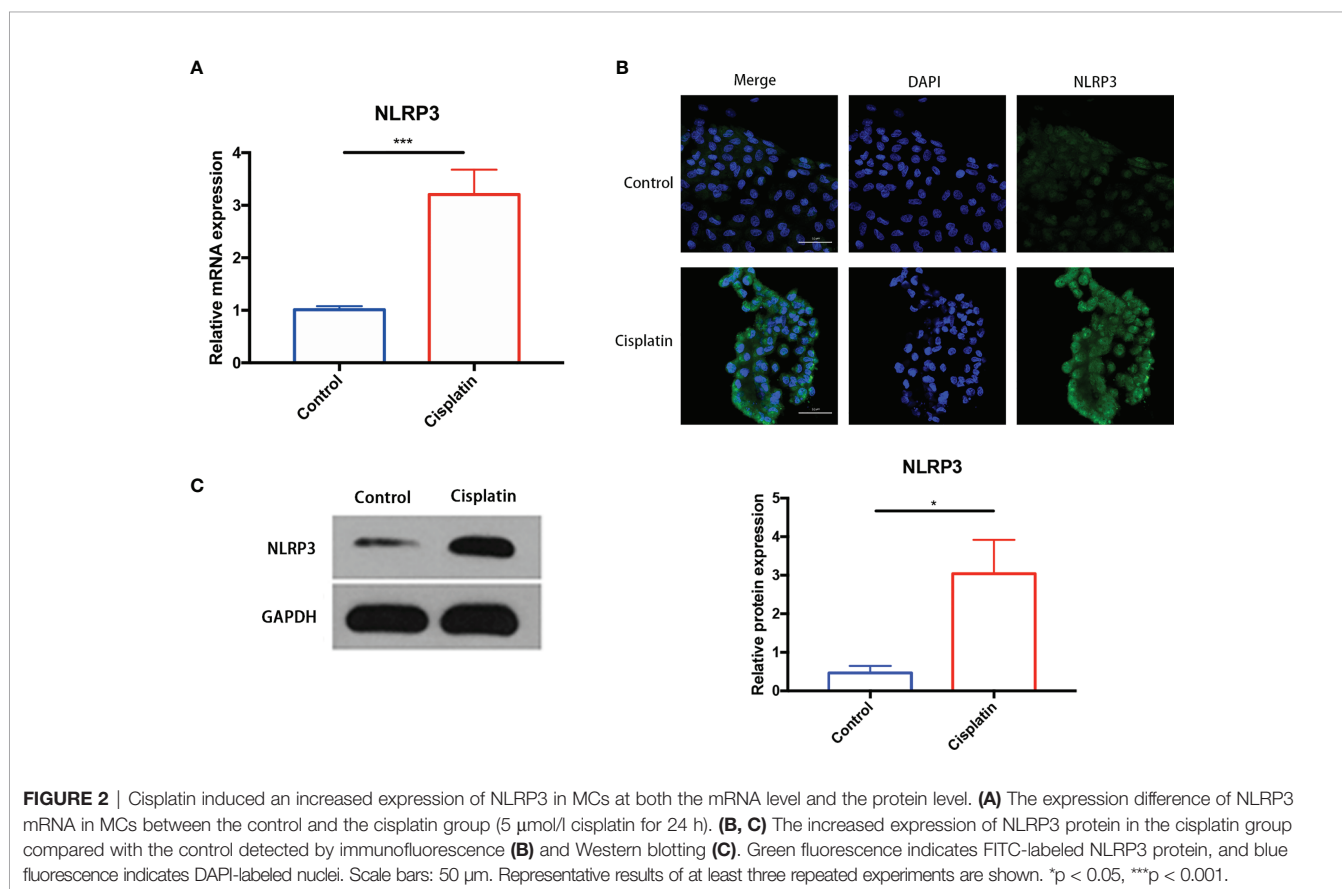 A
NLRP3
***
Relative mRNA expression
4
3
2
1
0
Control
Cisplatin
B
Merge
DAPI
NLRP3
Control
Cisplatin
C
Control
Cisplatin
NLRP3
GAPDH
NLRP3
*
Relative protein expression
5
4
3
2
1
0
Control
Cisplatin
FIGURE 2 | Cisplatin induced an increased expression of NLRP3 in MCs at both the mRNA level and the protein level. (A) The expression difference of NLRP3
mRNA in MCs between the control and the cisplatin group (5 μmol/l cisplatin for 24 h). (B, C) The increased expression of NLRP3 protein in the cisplatin group
compared with the control detected by immunofluorescence (B) and Western blotting (C). Green fluorescence indicates FITC-labeled NLRP3 protein, and blue
fluorescence indicates DAPI-labeled nuclei. Scale bars: 50 μm. Representative results of at least three repeated experiments are shown. *p < 0.05, ***p < 0.001.